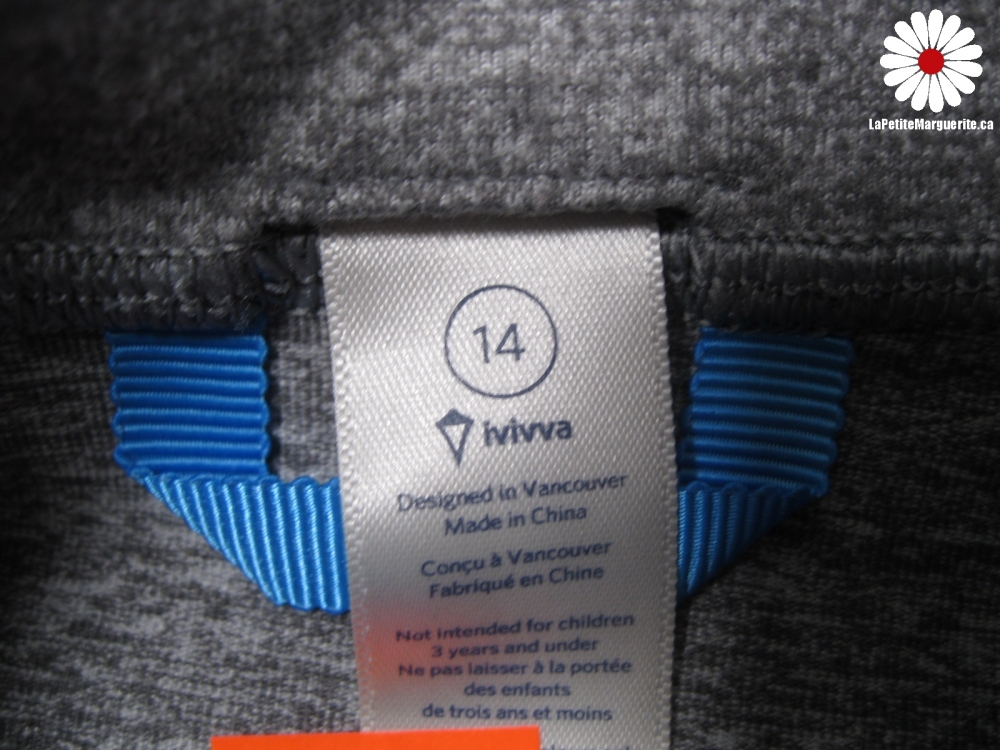 LaPetiteMarguerite.ca
14
ivivva
Designed in Vancouver
Made in China
Conçu à Vancouver
Fabriqué en Chine
Not intended for children
3 years and under
Ne pas laisser à la portée
des enfants
de trois ans et moins